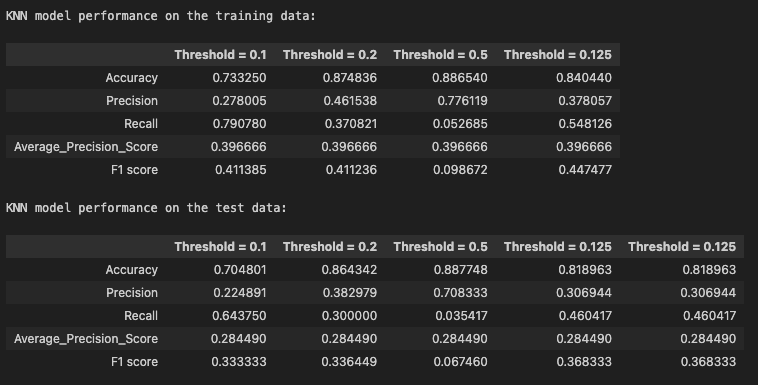 KNN model performance on the training data:
Threshold = 0.1 Threshold = 0.2 Threshold = 0.5 Threshold = 0.125
Accuracy 0.733250 0.874836 0.886540 0.840440
Precision 0.278005 0.461538 0.776119 0.378057
Recall 0.790780 0.370821 0.052685 0.548126
Average_Precision_Score 0.396666 0.396666 0.396666 0.396666
F1 score 0.411385 0.411236 0.098672 0.447477
KNN model performance on the test data:
Threshold = 0.1 Threshold = 0.2 Threshold = 0.5 Threshold = 0.125 Threshold = 0.125
Accuracy 0.704801 0.864342 0.887748 0.818963 0.818963
Precision 0.224891 0.382979 0.708333 0.306944 0.306944
Recall 0.643750 0.300000 0.035417 0.460417 0.460417
Average_Precision_Score 0.284490 0.284490 0.284490 0.284490 0.284490
F1 score 0.333333 0.336449 0.067460 0.368333 0.368333